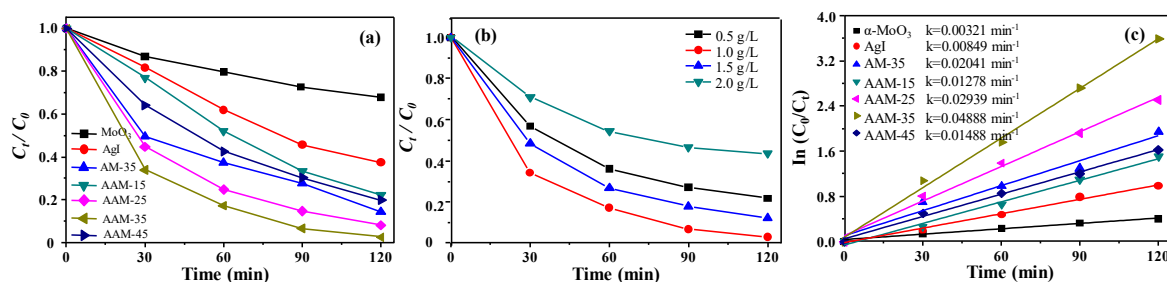 (a)
1.0
0.8
0.6
0.4
0.2
0
C_t / C_0
MoO₃
AgI
AM-35
AAM-15
AAM-25
AAM-35
AAM-45
0 30 60 90 120
Time (min)
(b)
1.0
0.8
0.6
0.4
0.2
0
C_t / C_0
0.5 g/L
1.0 g/L
1.5 g/L
2.0 g/L
0 30 60 90 120
Time (min)
(c)
4.0
3.2
2.4
1.6
0.8
0.0
In (C₀/C_t)
α-MoO₃ k=0.00321 min⁻¹
AgI k=0.00849 min⁻¹
AM-35 k=0.02041 min⁻¹
AAM-15 k=0.01278 min⁻¹
AAM-25 k=0.02939 min⁻¹
AAM-35 k=0.04888 min⁻¹
AAM-45 k=0.01488 min⁻¹
0 30 60 90 120
Time (min)